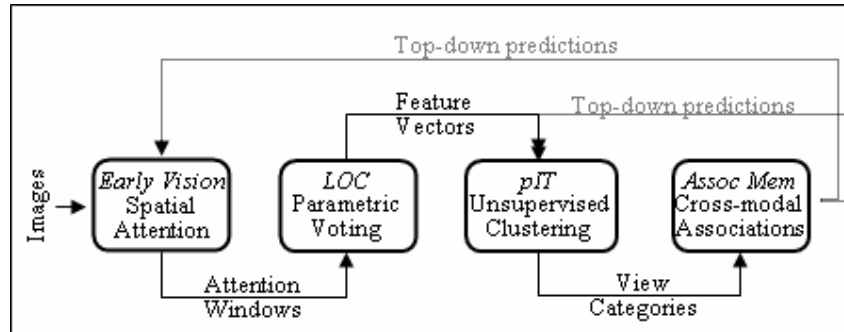 Top-down predictions
Feature
Vectors
Top-down predictions
Images
Early Vision
Spatial
Attention
LOC
Parametric
Voting
pIT
Unsupervised
Clustering
Assoc Mem
Cross-modal
Associations
Attention
Windows
View
Categories